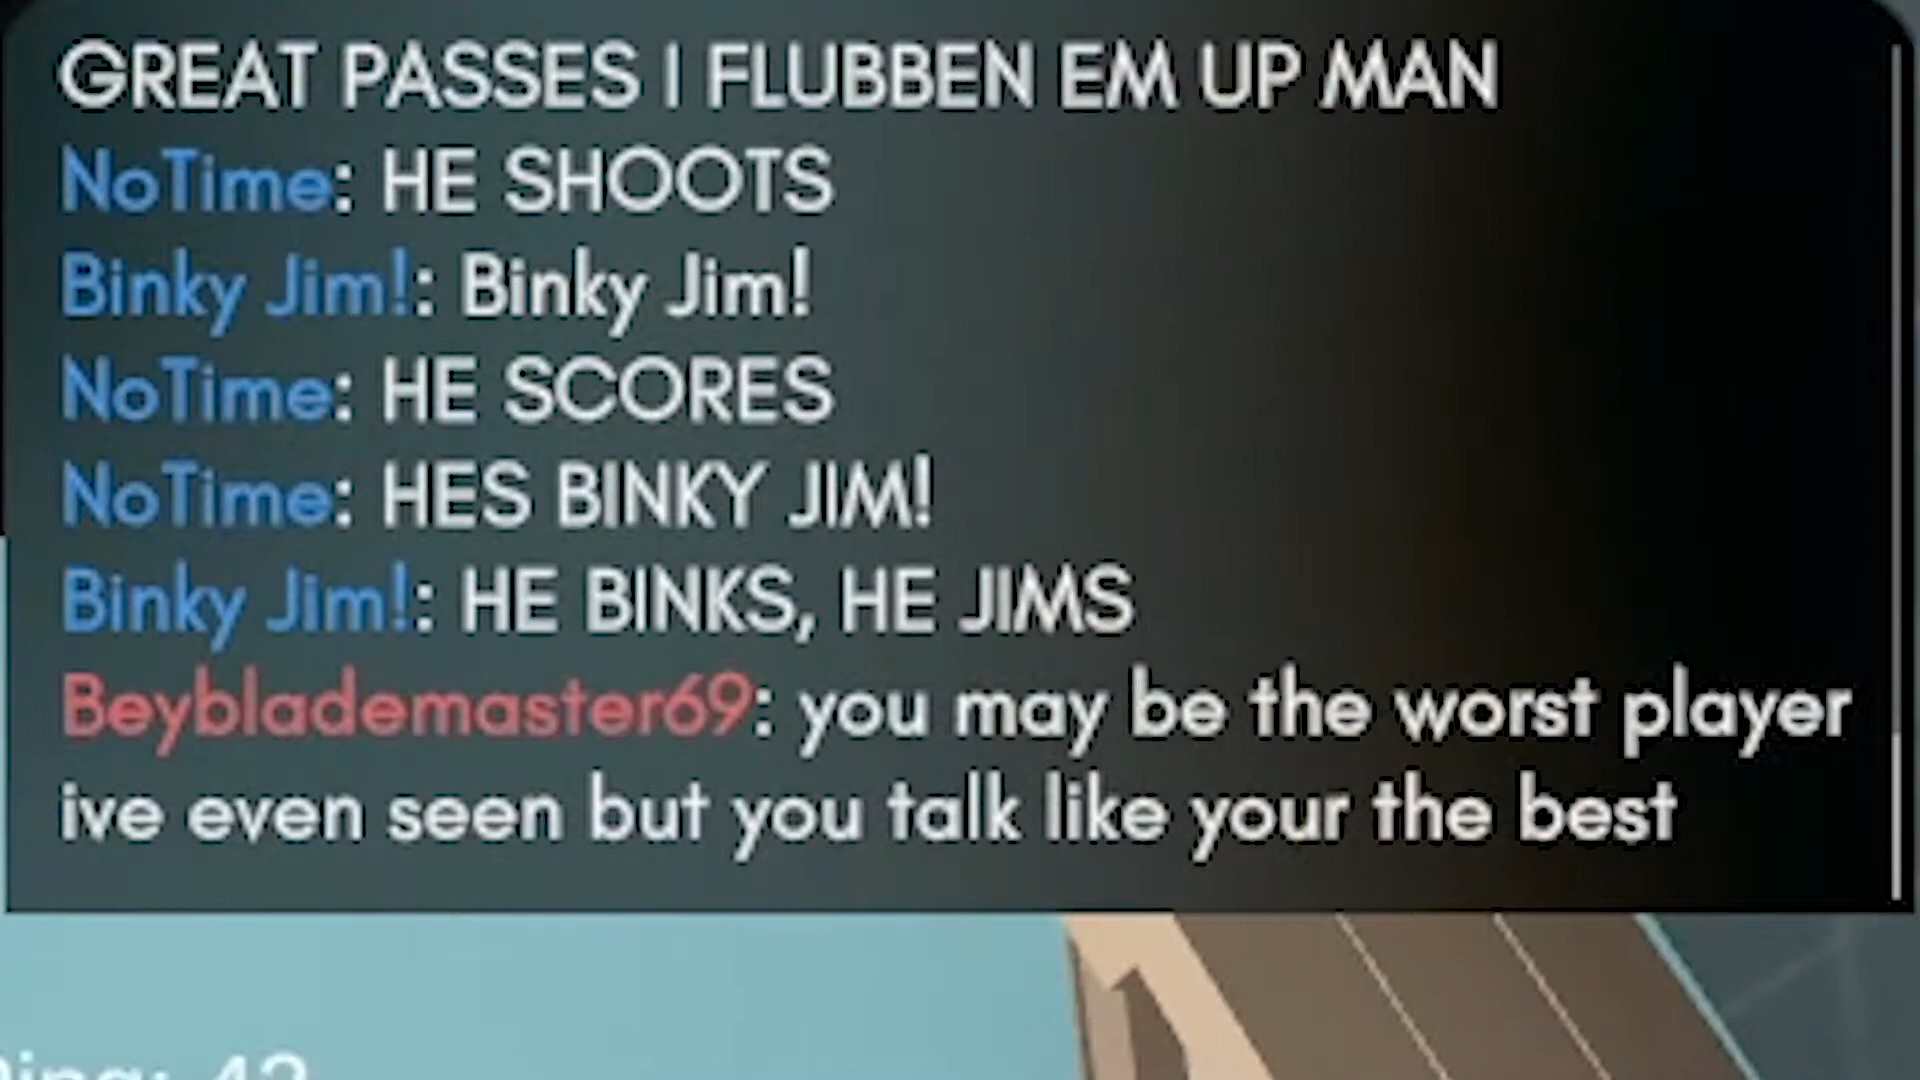 GREAT PASSES I FLUBBEN EM UP MAN
NoTime: HE SHOOTS
Binky Jim!: Binky Jim!
NoTime: HE SCORES
NoTime: HES BINKY JIM!
Binky Jim!: HE BINKS, HE JIMS
Beyblademaster69: you may be the worst player
ive even seen but you talk like your the best